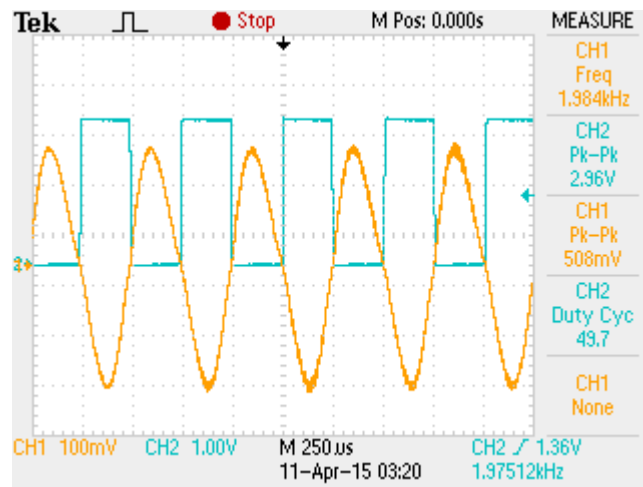 Tek Stop M Pos: 0.000s MEASURE
CH1
Freq
1.984kHz
CH2
Pk-Pk
2.96V
CH1
Pk-Pk
508mV
CH2
Duty Cyc
49.7
CH1
None
2
CH1 100mV CH2 1.00V M 250us CH2 1.36V
11-Apr-15 03:20 1.97512kHz